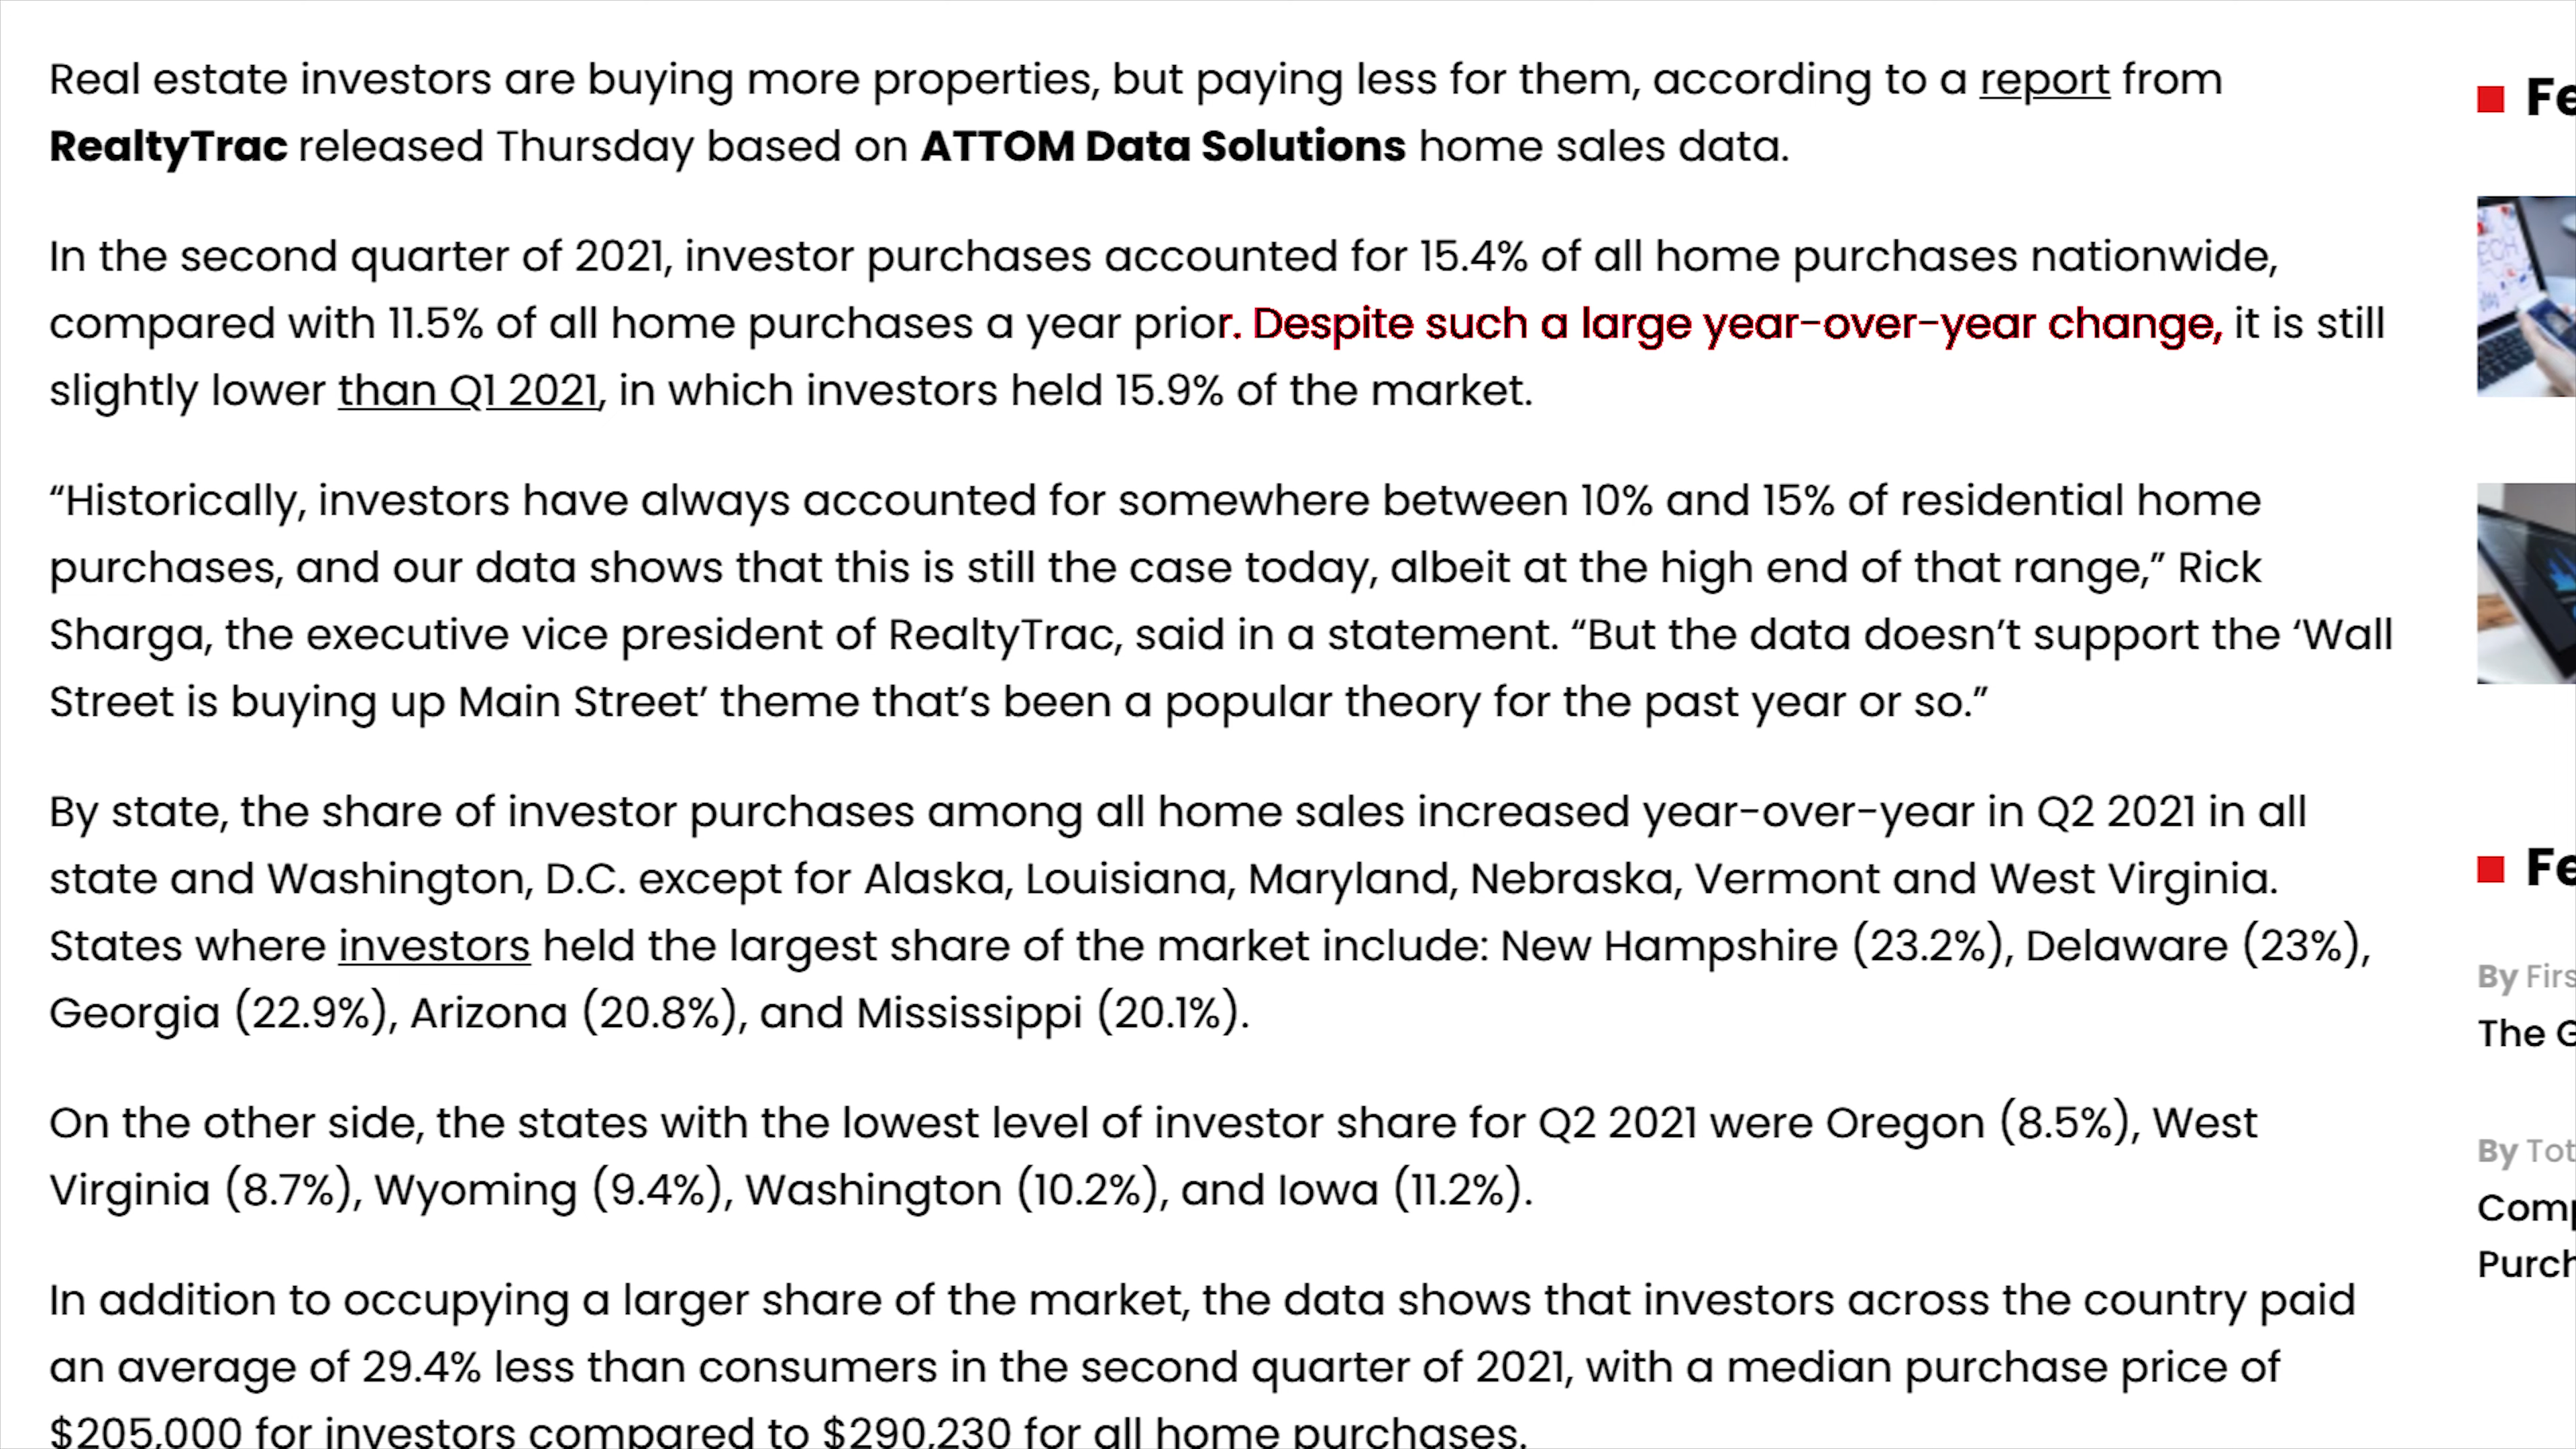 Real estate investors are buying more properties, but paying less for them, according to a report from
RealtyTrac released Thursday based on ATTOM Data Solutions home sales data.
In the second quarter of 2021, investor purchases accounted for 15.4% of all home purchases nationwide,
compared with 11.5% of all home purchases a year prior. Despite such a large year-over-year change, it is still
slightly lower than Q1 2021, in which investors held 15.9% of the market.
“Historically, investors have always accounted for somewhere between 10% and 15% of residential home
purchases, and our data shows that this is still the case today, albeit at the high end of that range,” Rick
Sharga, the executive vice president of RealtyTrac, said in a statement. “But the data doesn’t support the ‘Wall
Street is buying up Main Street’ theme that’s been a popular theory for the past year or so.”
By state, the share of investor purchases among all home sales increased year-over-year in Q2 2021 in all
state and Washington, D.C. except for Alaska, Louisiana, Maryland, Nebraska, Vermont and West Virginia.
States where investors held the largest share of the market include: New Hampshire (23.2%), Delaware (23%),
Georgia (22.9%), Arizona (20.8%), and Mississippi (20.1%).
On the other side, the states with the lowest level of investor share for Q2 2021 were Oregon (8.5%), West
Virginia (8.7%), Wyoming (9.4%), Washington (10.2%), and Iowa (11.2%).
In addition to occupying a larger share of the market, the data shows that investors across the country paid
an average of 29.4% less than consumers in the second quarter of 2021, with a median purchase price of
$205,000 for investors compared to $290,230 for all home purchases.
Fe
Fe
By Firs
The G
By Tot
Comp
Purch